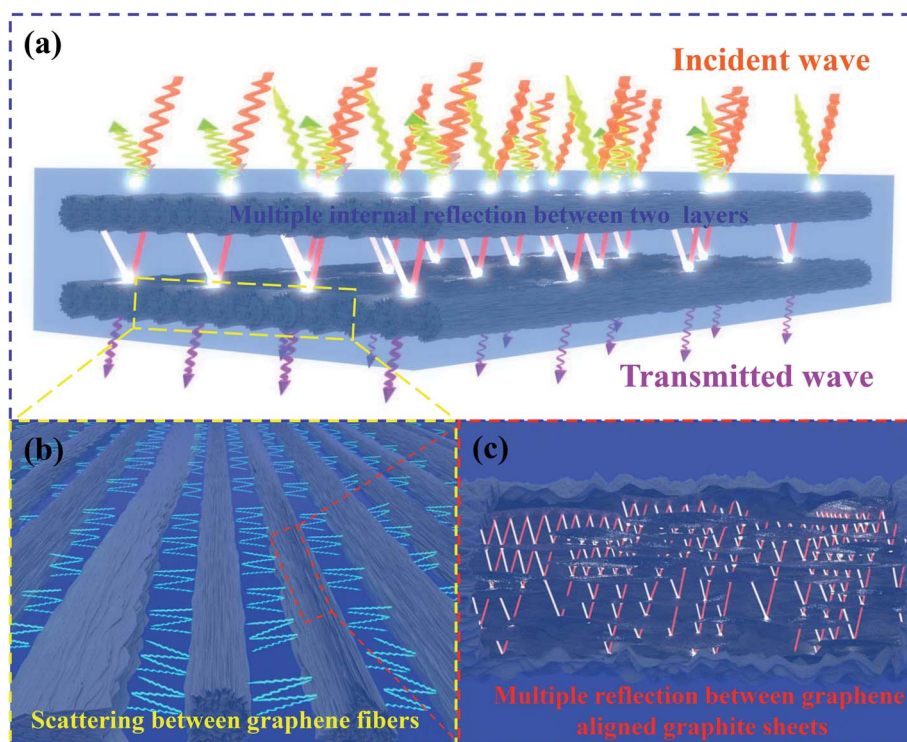 (a)
Incident wave
Multiple internal reflection between two layers
Transmitted wave
(b)
Scattering between graphene fibers
(c)
Multiple reflection between graphene
aligned graphite sheets